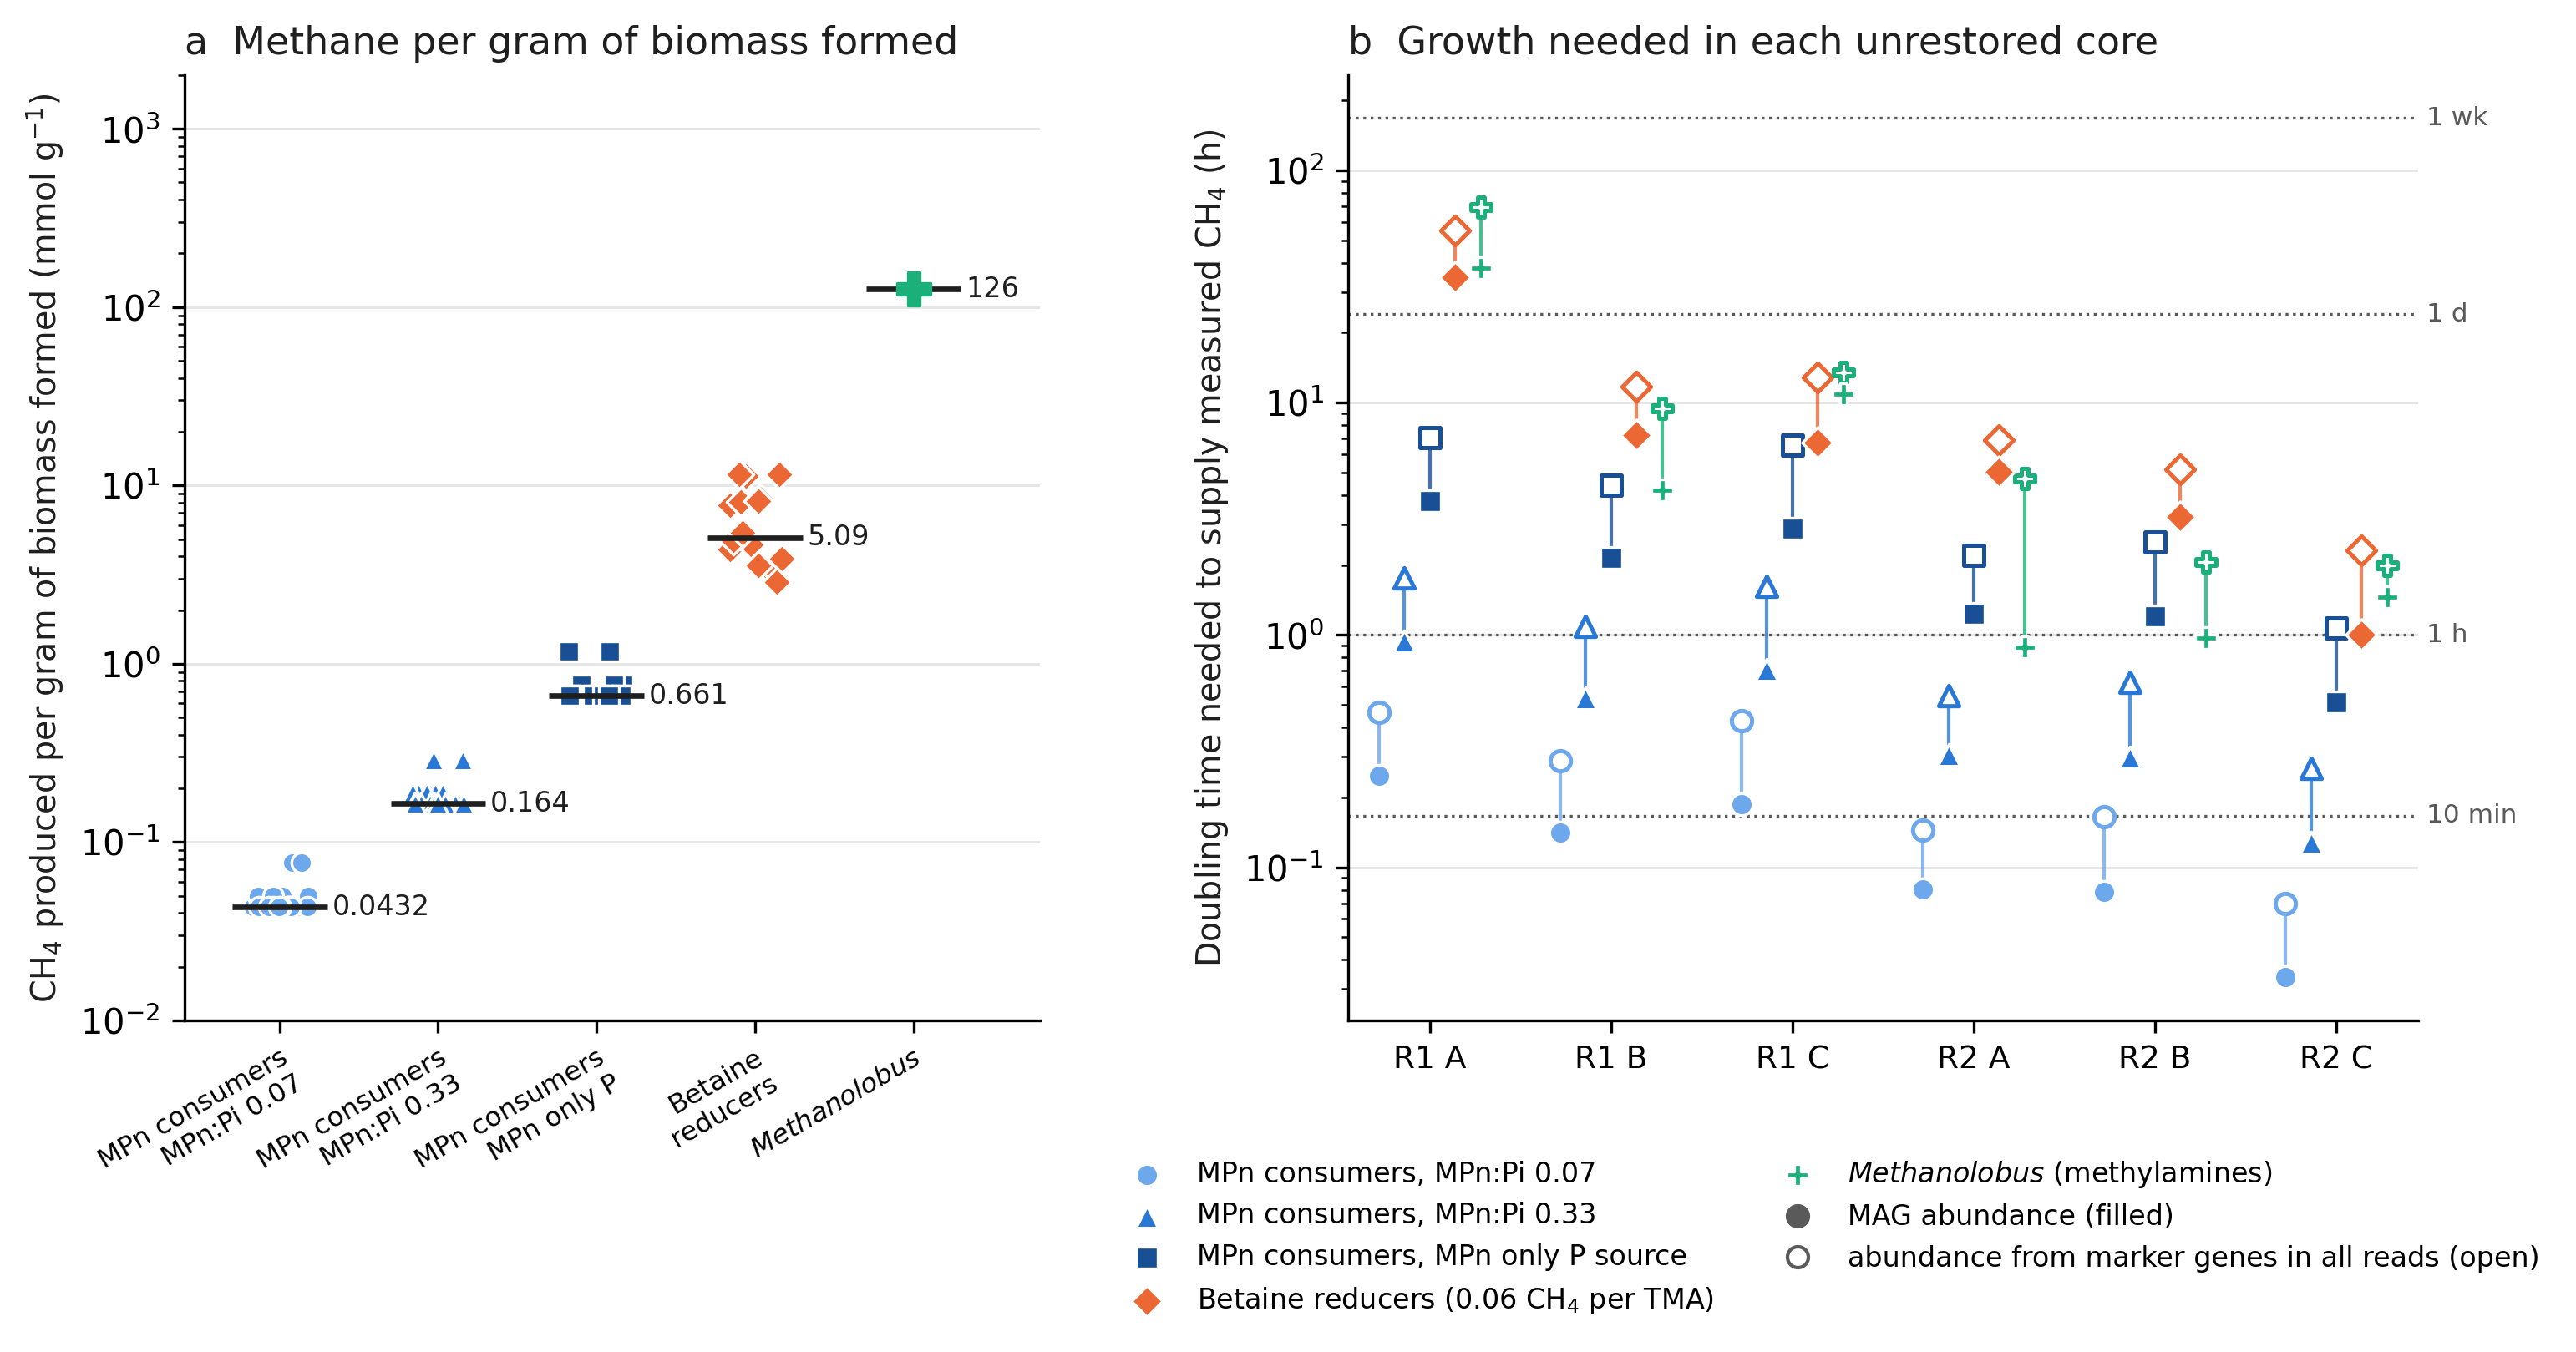 a Methane per gram of biomass formed
CH₄ produced per gram of biomass formed (mmol g⁻¹)
10³
10²
10¹
10⁰
10⁻¹
10⁻²
126
5.09
0.661
0.164
0.0432
MPn consumers
MPn:Pi 0.07
MPn consumers
MPn:Pi 0.33
MPn consumers
MPn only P
Betaine
reducers
Methanolobus
b Growth needed in each unrestored core
Doubling time needed to supply measured CH₄ (h)
10²
10¹
10⁰
10⁻¹
1 wk
1 d
1 h
10 min
R1 A
R1 B
R1 C
R2 A
R2 B
R2 C
MPn consumers, MPn:Pi 0.07
MPn consumers, MPn:Pi 0.33
MPn consumers, MPn only P source
Betaine reducers (0.06 CH₄ per TMA)
Methanolobus (methylamines)
MAG abundance (filled)
abundance from marker genes in all reads (open)